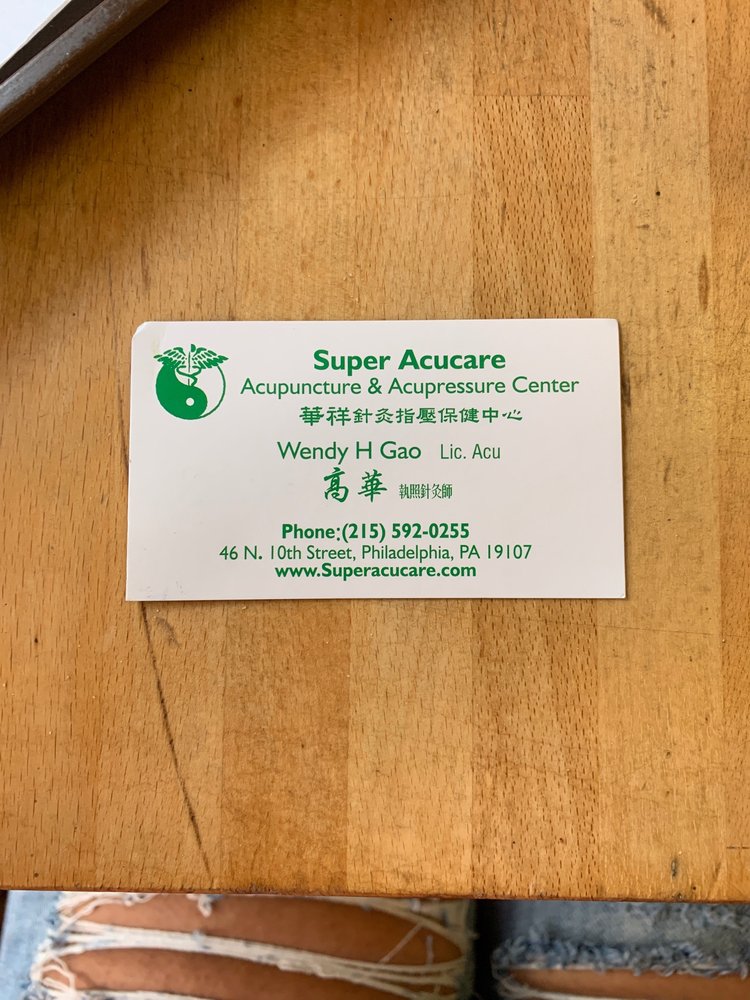 Super Acucare
Acupuncture & Acupressure Center
華祥針灸指壓保健中心
Wendy H Gao Lic. Acu
高華 執照針灸師
Phone:(215) 592-0255
46 N. 10th Street, Philadelphia, PA 19107
www.Superacucare.com